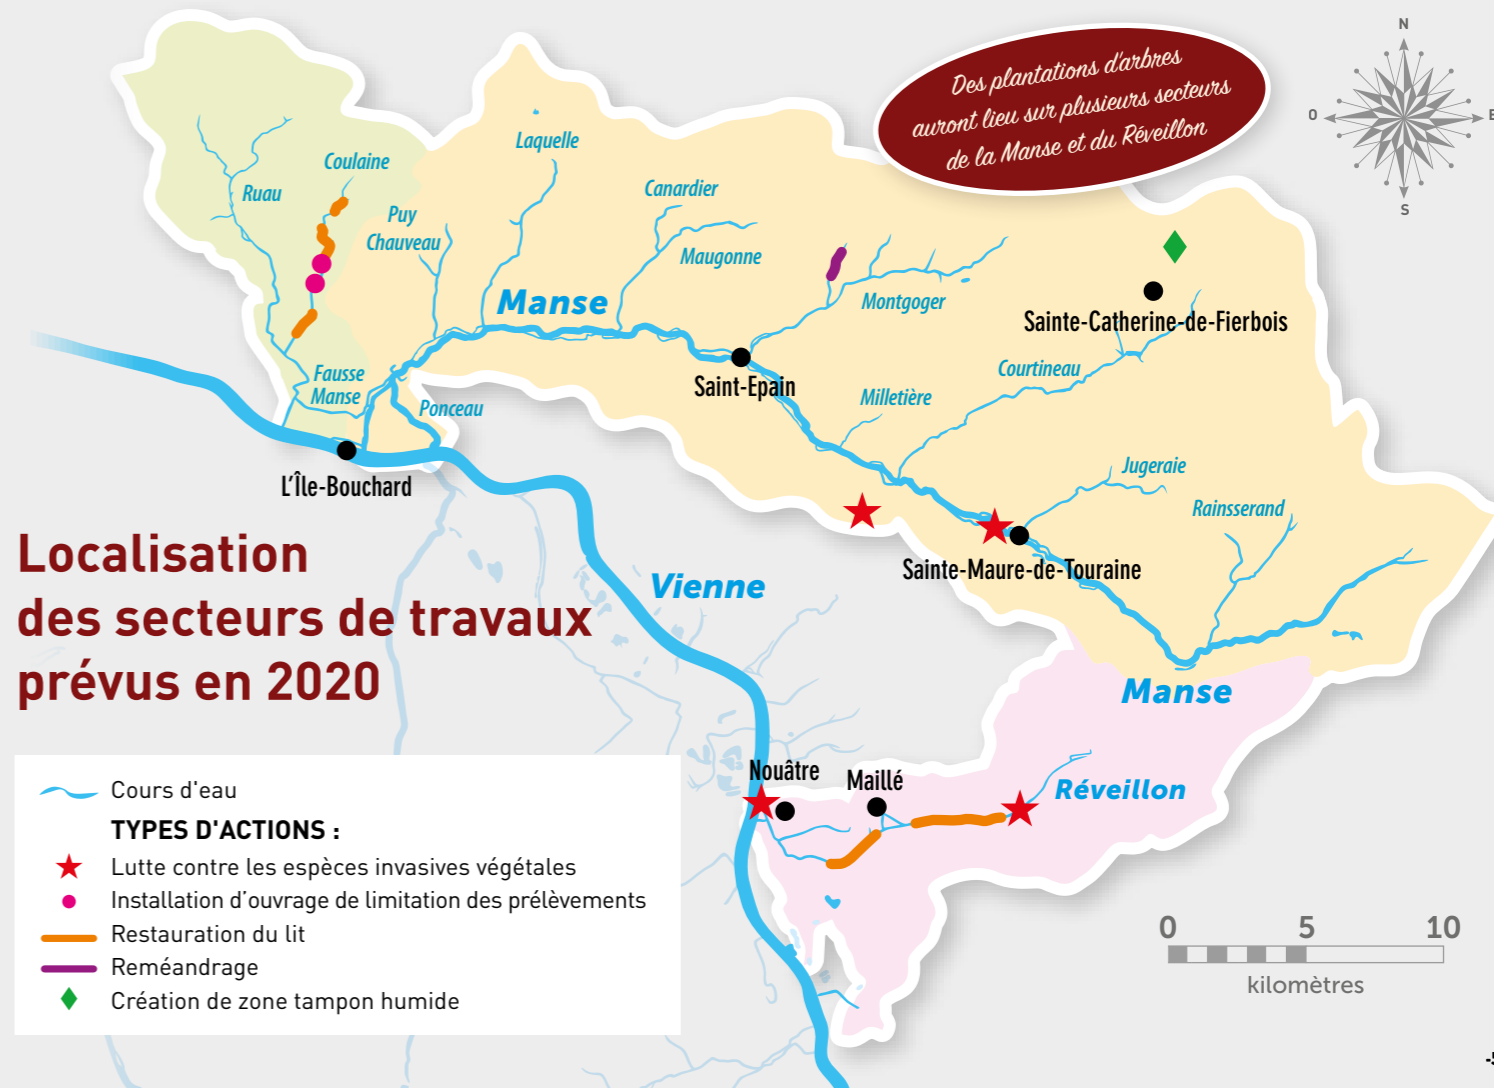 Des plantations d'arbres
auront lieu sur plusieurs secteurs
de la Manse et du Réveillon
N
O
E
S
Laquelle
Coulaine
Ruau
Canardier
Puy
Chauveau
Maugonne
Manse
Montgoger
Sainte-Catherine-de-Fierbois
Courtineau
Fausse
Manse
Saint-Epain
Milletière
Ponceau
Jugeraie
L'Île-Bouchard
Rainsserand
Sainte-Maure-de-Touraine
Localisation
des secteurs de travaux
prévus en 2020
Vienne
Manse
Nouâtre
Maillé
Réveillon
Cours d'eau
TYPES D'ACTIONS :
Lutte contre les espèces invasives végétales
Installation d'ouvrage de limitation des prélèvements
Restauration du lit
Reméandrage
Création de zone tampon humide
0 5 10
kilomètres